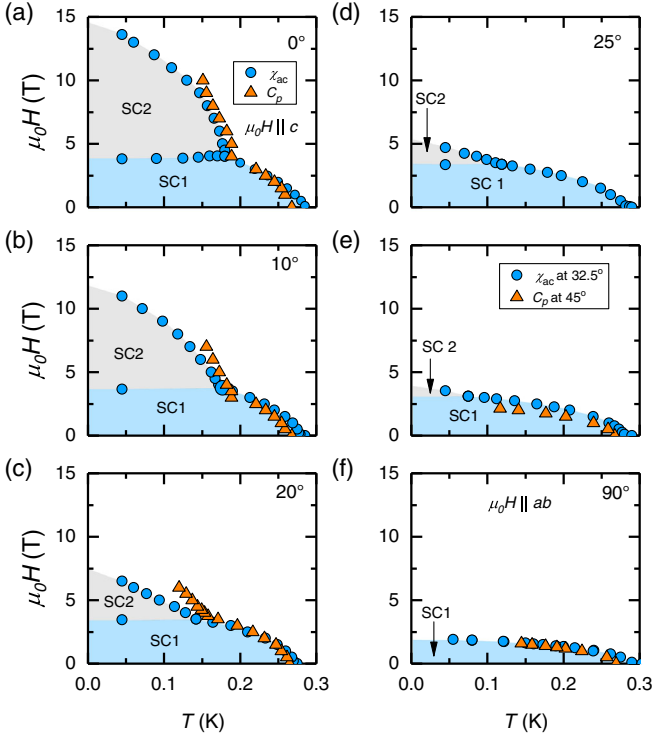 (a)
0°
15
10
5
0
μ₀H (T)
χac
Cp
μ₀H || c
SC2
SC1
(b)
10°
15
10
5
0
μ₀H (T)
SC2
SC1
(c)
20°
15
10
5
0
μ₀H (T)
SC2
SC1
0.0 0.1 0.2 0.3
T (K)
(d)
25°
15
10
5
0
SC2
SC 1
(e)
15
10
5
0
χac at 32.5°
Cp at 45°
SC 2
SC1
(f)
90°
15
10
5
0
μ₀H || ab
SC1
0.0 0.1 0.2 0.3
T (K)